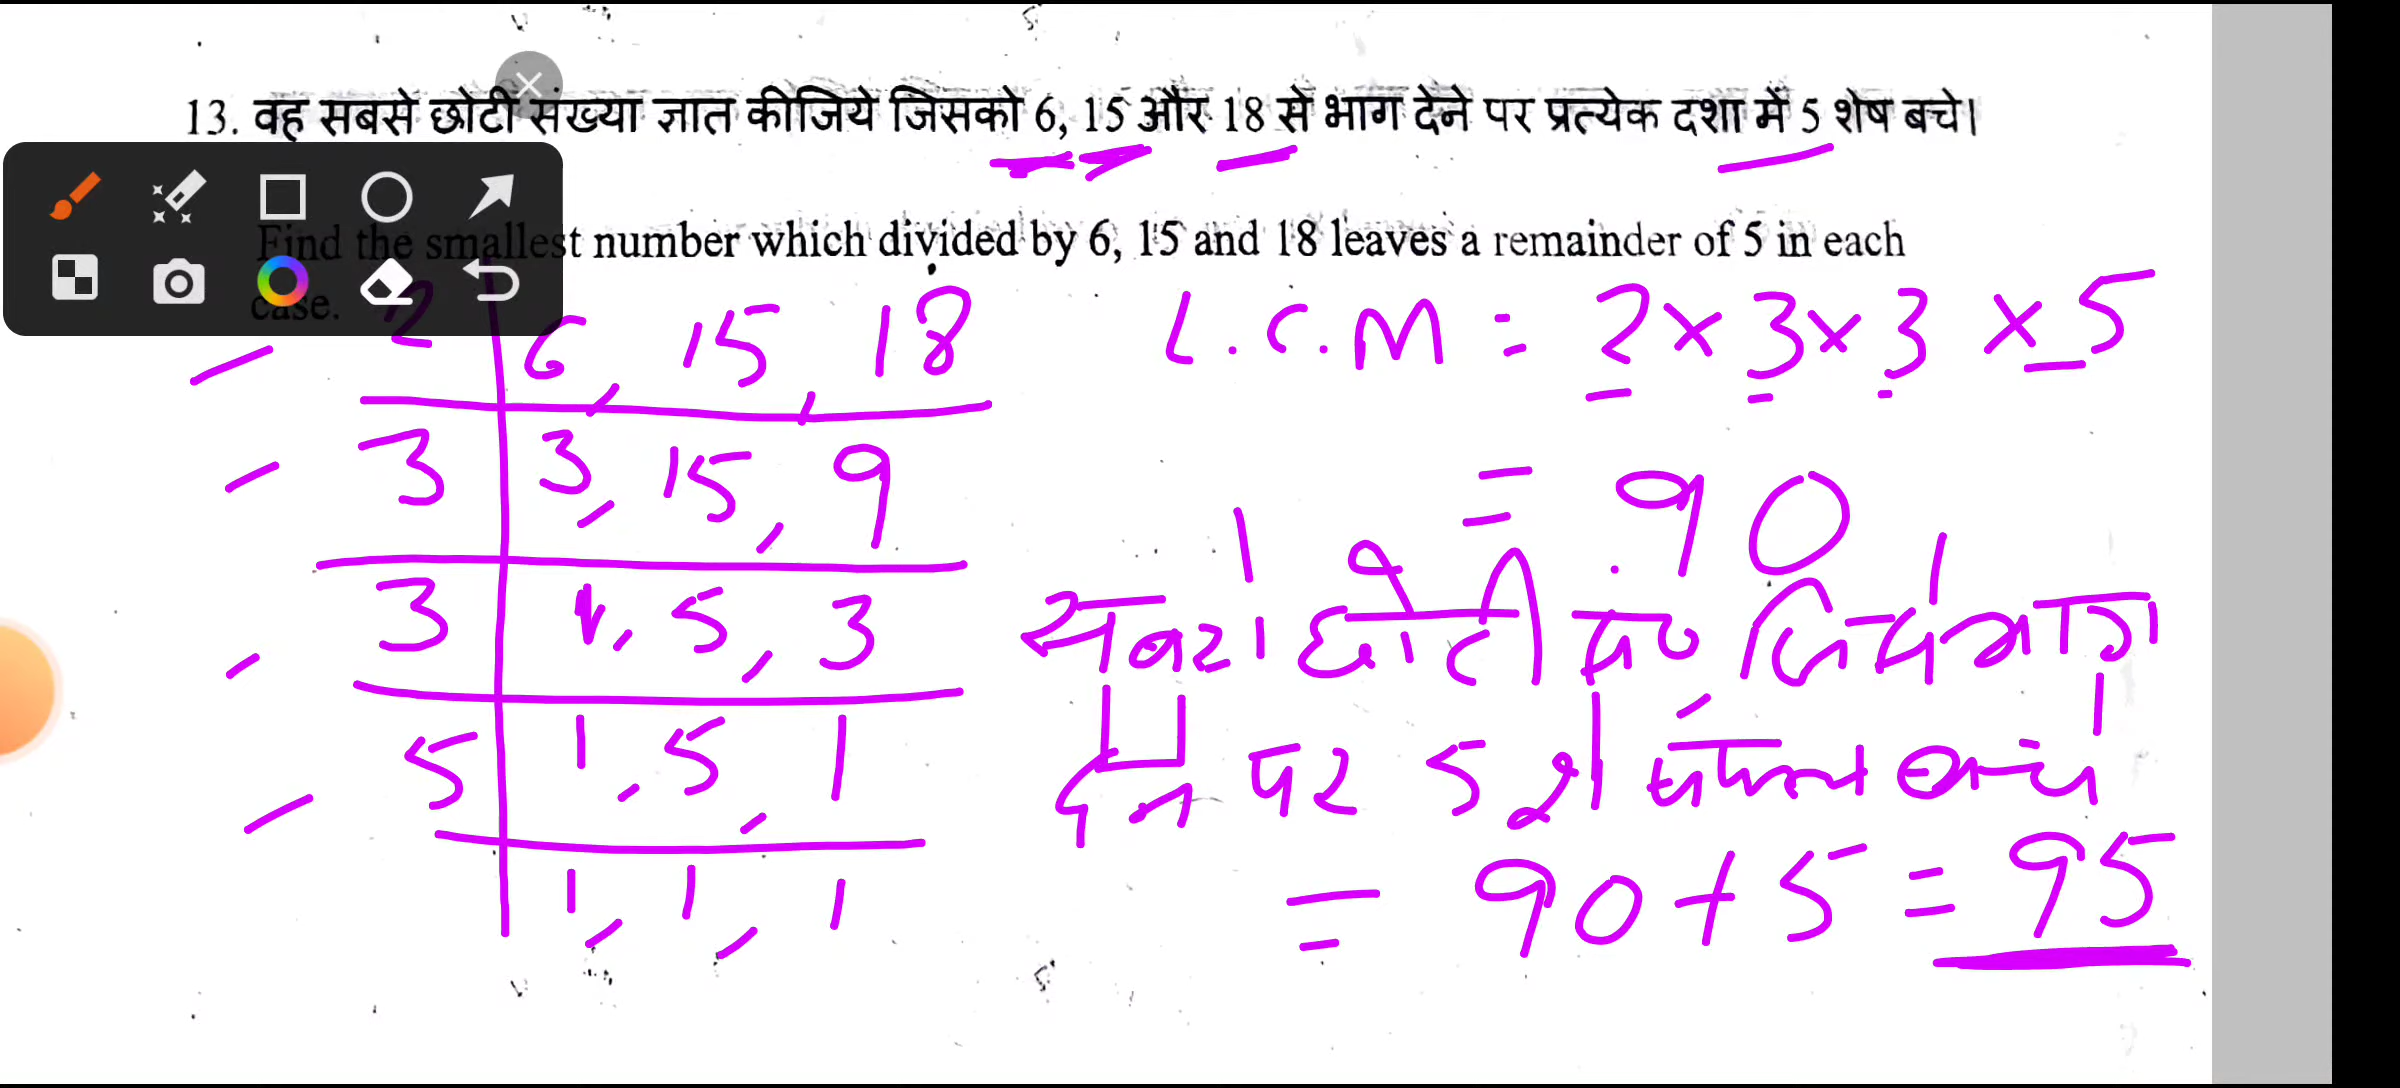 13. वह सबसे छोटी संख्या ज्ञात कीजिये जिसको 6, 15 और 18 से भाग देने पर प्रत्येक दशा में 5 शेष बचे।
Find the smallest number which divided by 6, 15 and 18 leaves a remainder of 5 in each
case.
2 6, 15, 18
3 3, 15, 9
3 1, 5, 3
5 1, 5, 1
1, 1, 1
L.C.M = 2×3×3×5
= 90
छोटी
पर 5
= 90+5 = 95